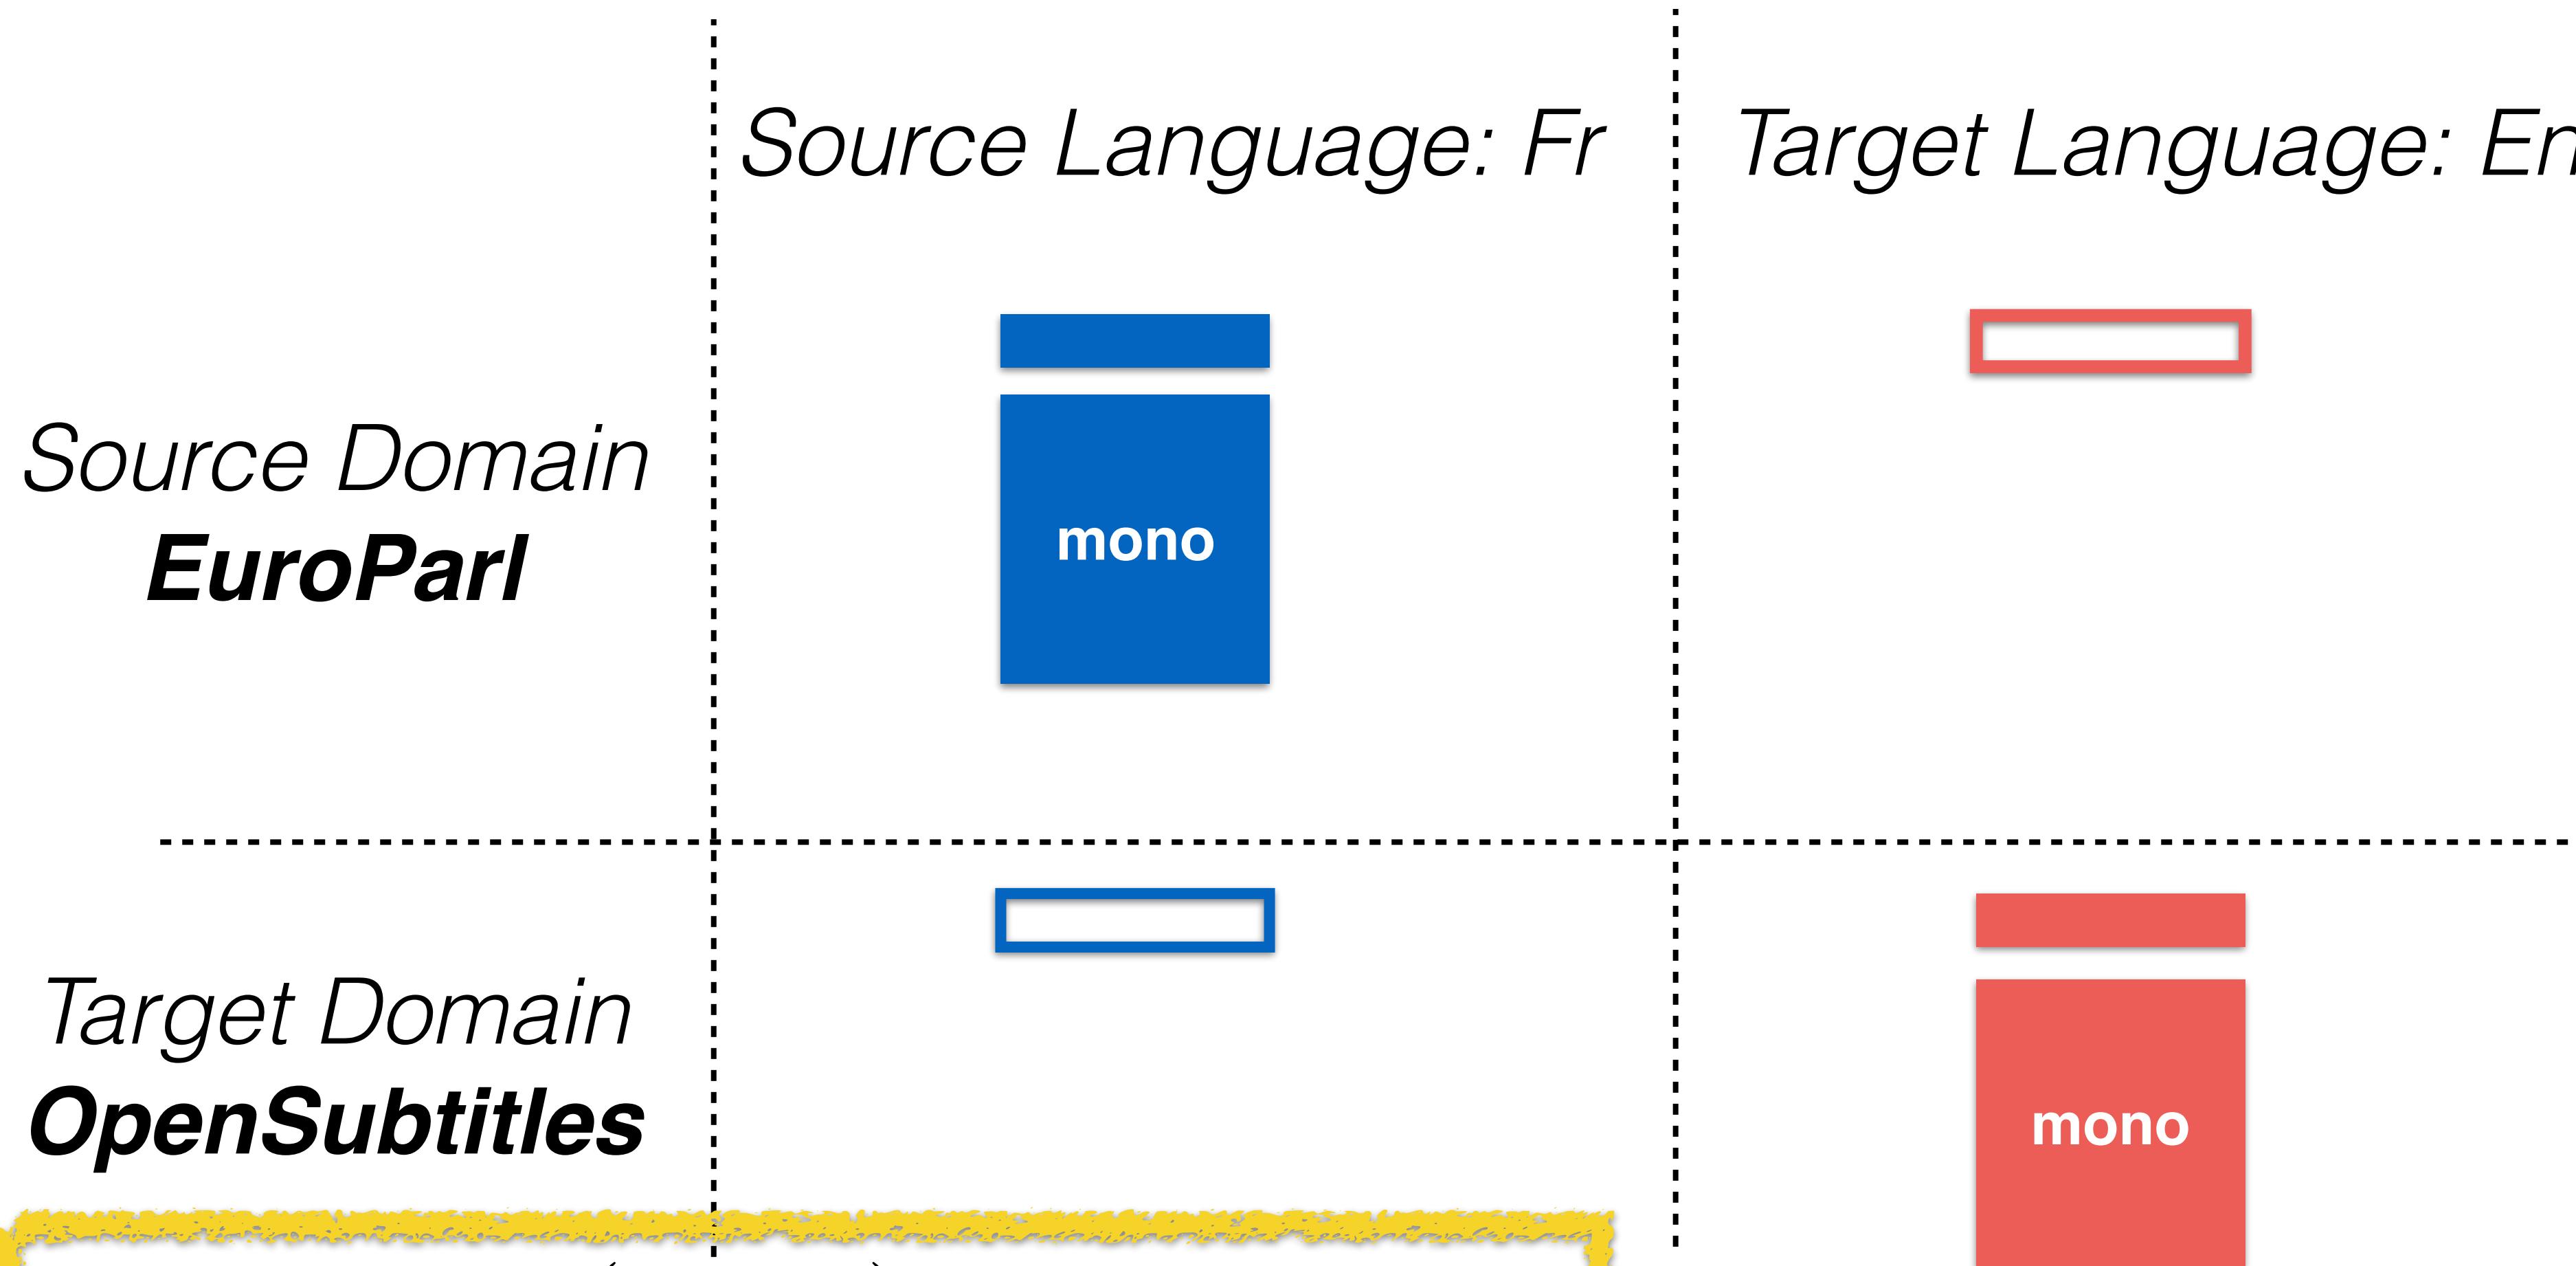 Source Language: Fr
Target Language: En
Source Domain
EuroParl
mono
Target Domain
OpenSubtitles
mono